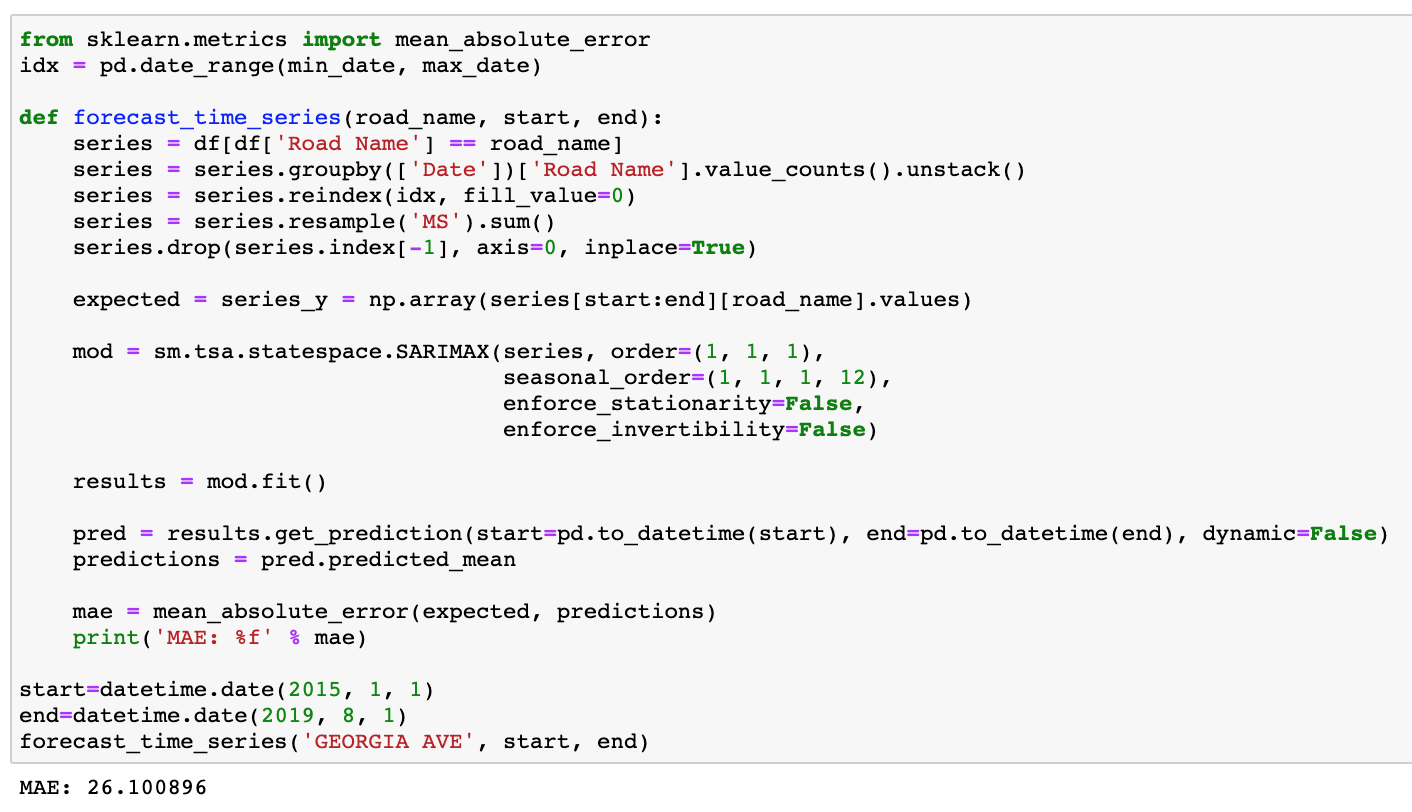 from sklearn.metrics import mean_absolute_error
idx = pd.date_range(min_date, max_date)
def forecast_time_series(road_name, start, end):
    series = df[df['Road Name'] == road_name]
    series = series.groupby(['Date'])['Road Name'].value_counts().unstack()
    series = series.reindex(idx, fill_value=0)
    series = series.resample('MS').sum()
    series.drop(series.index[-1], axis=0, inplace=True)
    expected = series_y = np.array(series[start:end][road_name].values)
    mod = sm.tsa.statespace.SARIMAX(series, order=(1, 1, 1),
                                    seasonal_order=(1, 1, 1, 12),
                                    enforce_stationarity=False,
                                    enforce_invertibility=False)
    results = mod.fit()
    pred = results.get_prediction(start=pd.to_datetime(start), end=pd.to_datetime(end), dynamic=False)
    predictions = pred.predicted_mean
    mae = mean_absolute_error(expected, predictions)
    print('MAE: %f' % mae)
start=datetime.date(2015, 1, 1)
end=datetime.date(2019, 8, 1)
forecast_time_series('GEORGIA AVE', start, end)
MAE: 26.100896